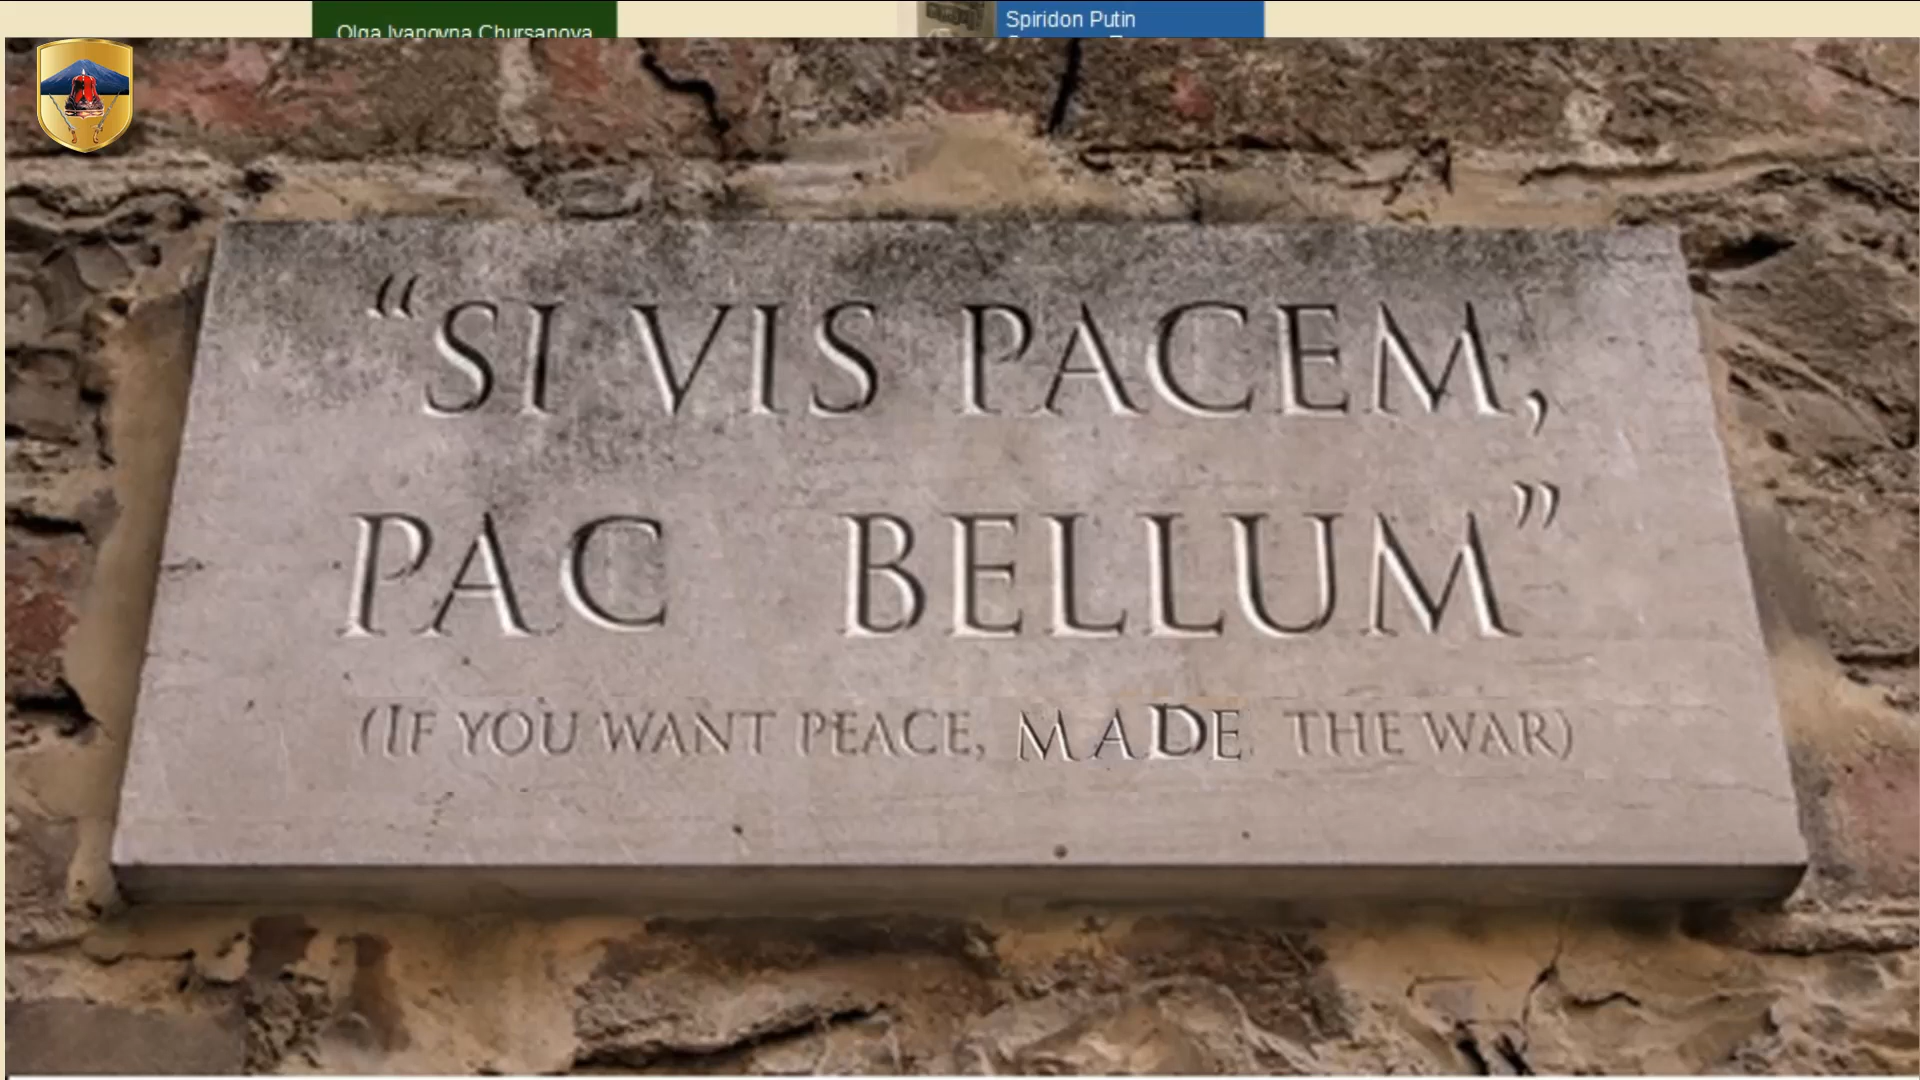 Olga Ivanovna Chursanova
Spiridon Putin
“SI VIS PACEM,
PAC BELLUM”
(IF YOU WANT PEACE, MADE THE WAR)